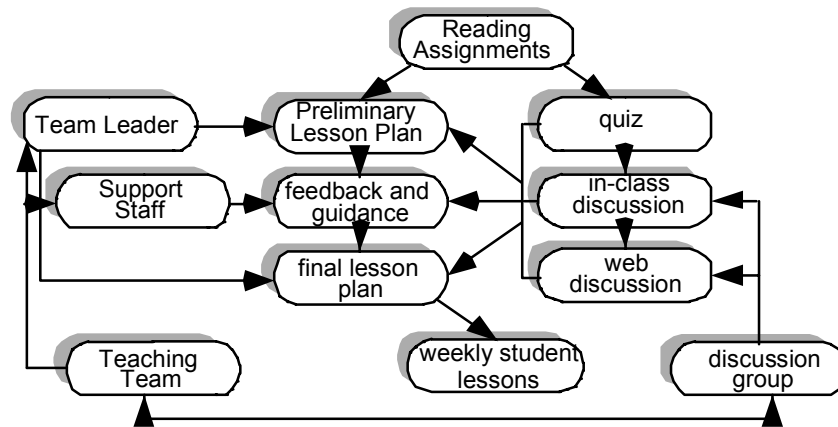 Reading
Assignments
Team Leader
Preliminary
Lesson Plan
quiz
Support
Staff
feedback and
guidance
in-class
discussion
final lesson
plan
web
discussion
Teaching
Team
weekly student
lessons
discussion
group